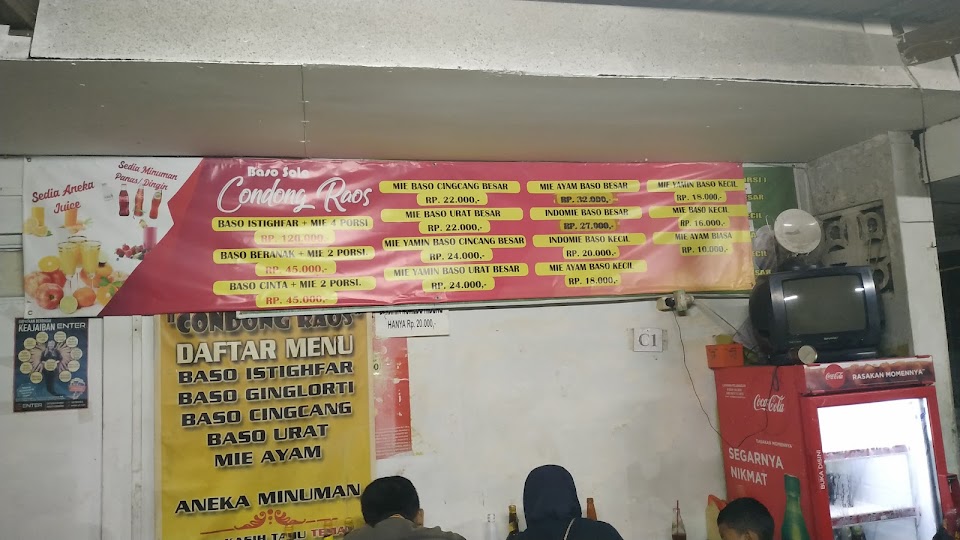 Sedia Aneka
Juice
Sedia Minuman
Panas/Dingin
Baso Solo
Condong Raos
BASO ISTIGHFAR + MIE 4 PORSI
RP. 120.000,-
BASO BERANAK + MIE 2 PORSI.
RP. 45.000,-
BASO CINTA + MIE 2 PORSI.
RP. 45.000,-
MIE BASO CINGCANG BESAR
RP. 22.000,-
MIE BASO URAT BESAR
RP. 22.000,-
MIE YAMIN BASO CINCANG BESAR
RP. 24.000,-
MIE YAMIN BASO URAT BESAR
RP. 24.000,-
MIE AYAM BASO BESAR
RP. 32.000,-
INDOMIE BASO BESAR
RP. 27.000,-
INDOMIE BASO KECIL
RP. 20.000,-
MIE AYAM BASO KECIL
RP. 18.000,-
MIE YAMIN BASO KECIL
RP. 18.000,-
MIE BASO KECIL
RP. 16.000,-
MIE AYAM BIASA
RP. 10.000,-
KEAJAIBAN ENTER
ENTER
"CONDONG RAOS"
DAFTAR MENU
BASO ISTIGHFAR
BASO GINGLORTI
BASO CINGCANG
BASO URAT
MIE AYAM
ANEKA MINUMAN
HANYA Rp. 20.000,-
C1
Coca-Cola
RASAKAN MOMENNYA
Coca-Cola
SEGARNYA
NIKMAT
BUKA DISINI